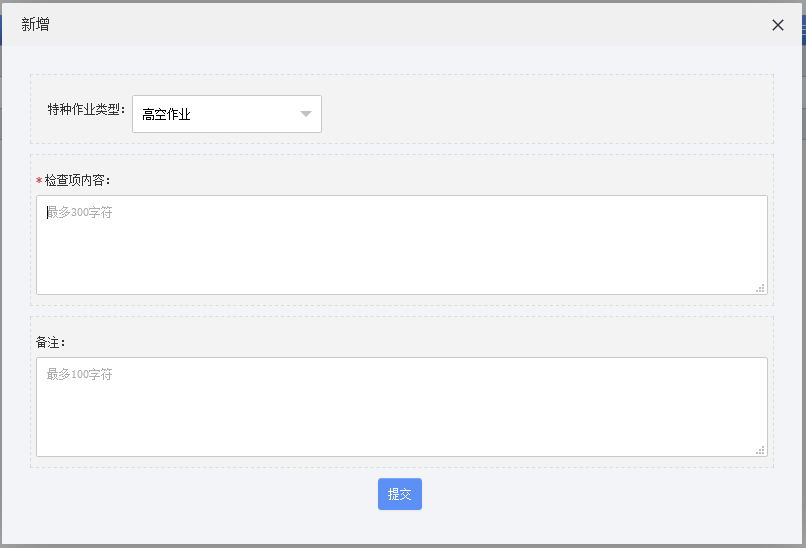 新增
特种作业类型：
高空作业
*检查项内容：
最多300字符
备注：
最多100字符
提交